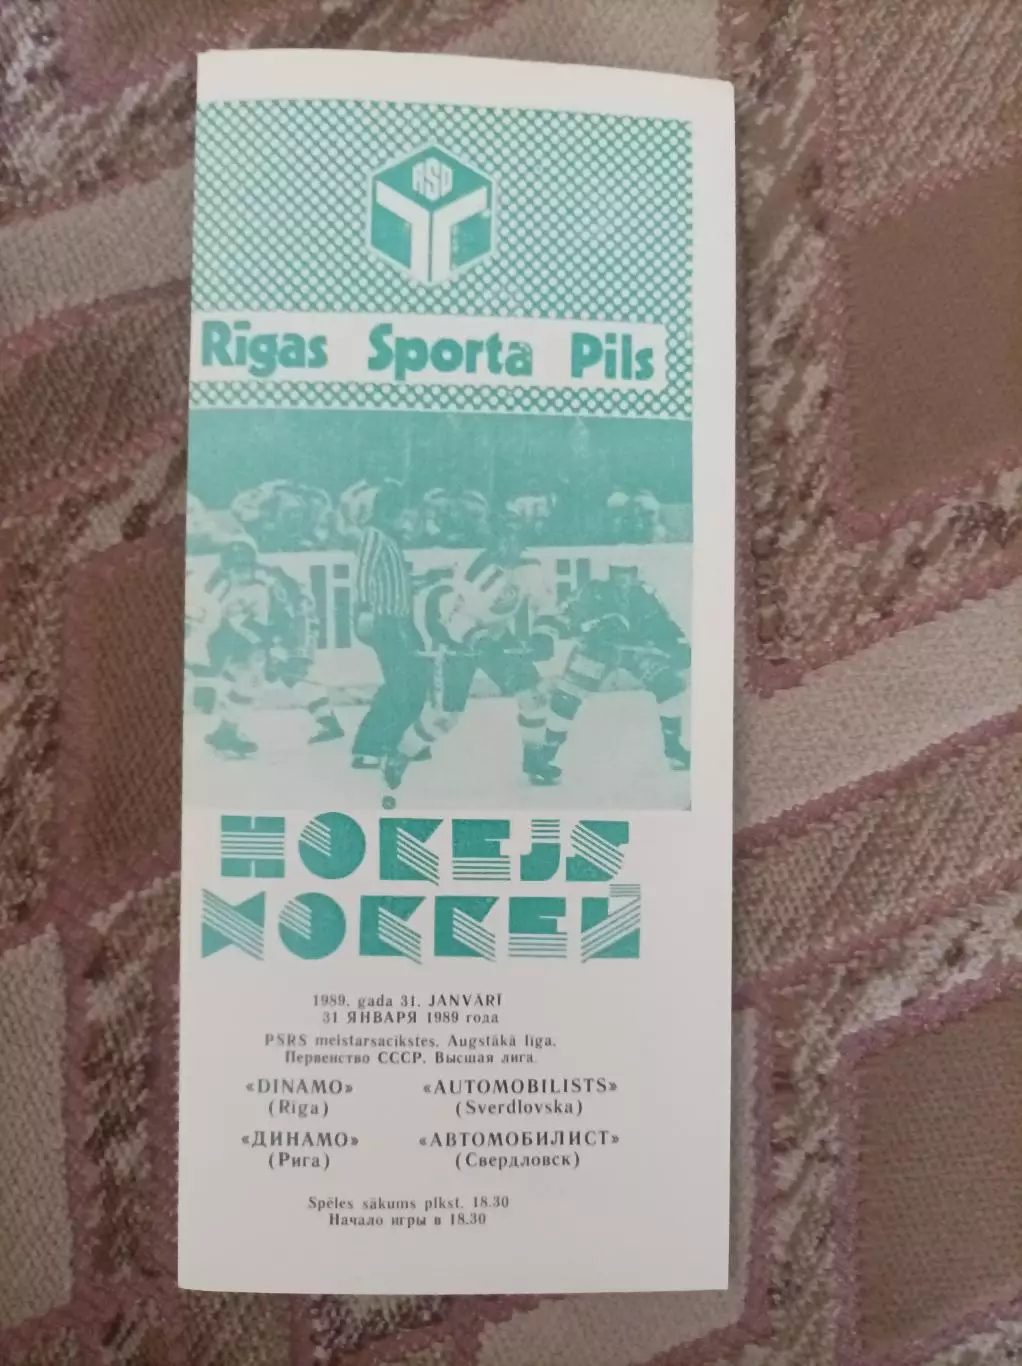 RSP
Rīgas Sporta Pils
HOKEJS
ХОККЕЙ
1989. gada 31. JANVĀRĪ
31 ЯНВАРЯ 1989 года
PSRS meistarsacīkstes. Augstākā līga.
Первенство СССР. Высшая лига.
«DINAMO» «AUTOMOBILISTS»
(Rīga) (Sverdlovska)
«ДИНАМО» «АВТОМОБИЛИСТ»
(Рига) (Свердловск)
Spēles sākums plkst. 18.30
Начало игры в 18.30